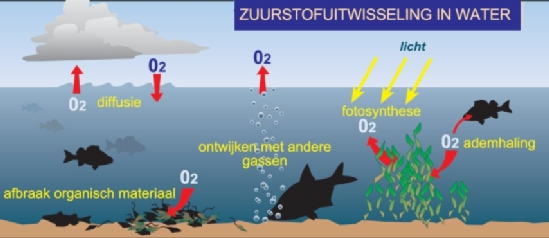 ZUURSTOFUITWISSELING IN WATER
licht
O2
O2
O2
diffusie
O2
fotosynthese
O2
O2
ademhaling
ontwijken met andere
gassen
afbraak organisch materiaal
O2